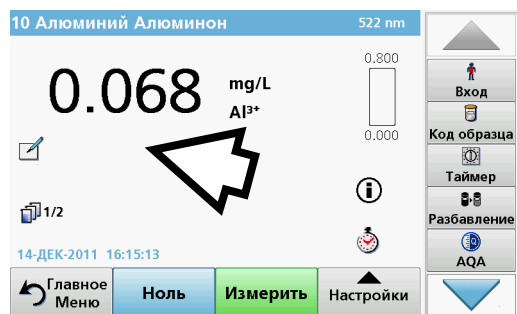 10 Алюминий Алюминон 522 nm
0.800
0.068 mg/L
Al³⁺
0.000
1/2
14-ДЕК-2011 16:15:13
Главное
Меню
Ноль
Измерить
Настройки
Вход
Код образца
Таймер
Разбавление
AQA